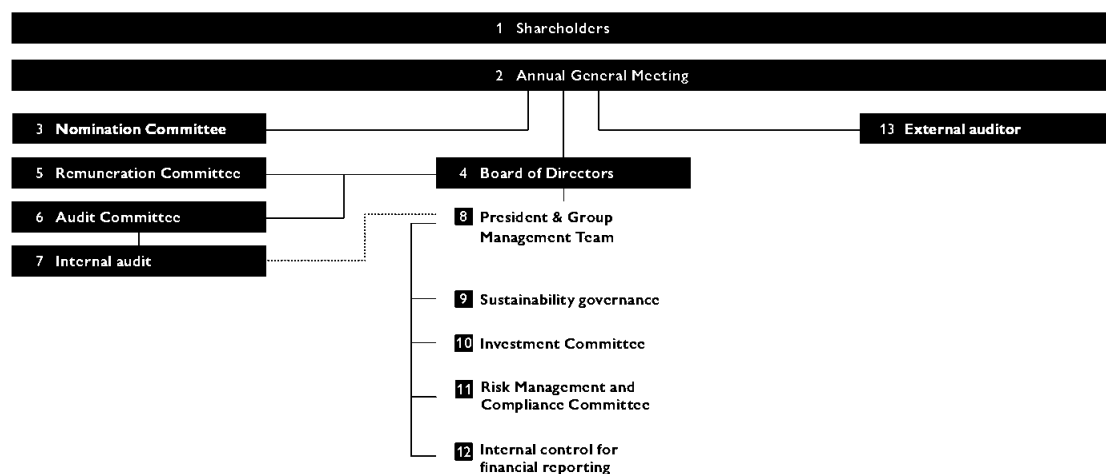 1 Shareholders
2 Annual General Meeting
3 Nomination Committee
13 External auditor
5 Remuneration Committee
4 Board of Directors
6 Audit Committee
8 President & Group
Management Team
7 Internal audit
9 Sustainability governance
10 Investment Committee
11 Risk Management and
Compliance Committee
12 Internal control for
financial reporting